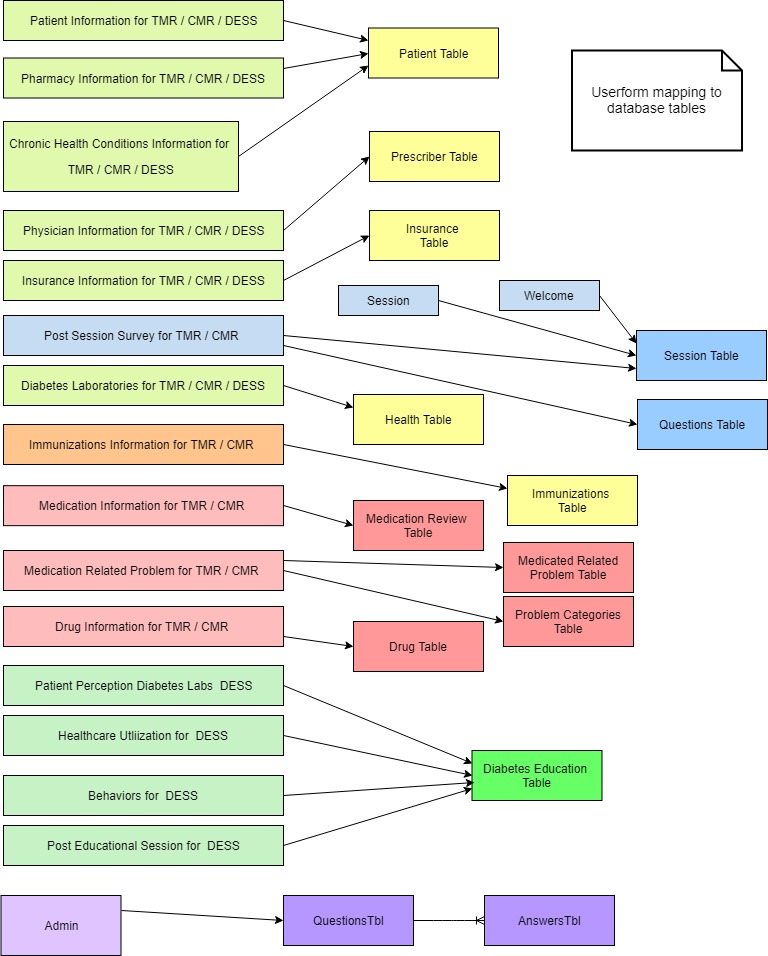 Patient Information for TMR / CMR / DESS
Patient Table
Pharmacy Information for TMR / CMR / DESS
Userform mapping to
database tables
Chronic Health Conditions Information for
TMR / CMR / DESS
Prescriber Table
Physician Information for TMR / CMR / DESS
Insurance
Table
Insurance Information for TMR / CMR / DESS
Session
Welcome
Post Session Survey for TMR / CMR
Session Table
Diabetes Laboratories for TMR / CMR / DESS
Health Table
Questions Table
Immunizations Information for TMR / CMR
Immunizations
Table
Medication Information for TMR / CMR
Medication Review
Table
Medication Related Problem for TMR / CMR
Medicated Related
Problem Table
Problem Categories
Table
Drug Information for TMR / CMR
Drug Table
Patient Perception Diabetes Labs  DESS
Healthcare Utliization for  DESS
Diabetes Education
Table
Behaviors for  DESS
Post Educational Session for  DESS
Admin
QuestionsTbl
AnswersTbl